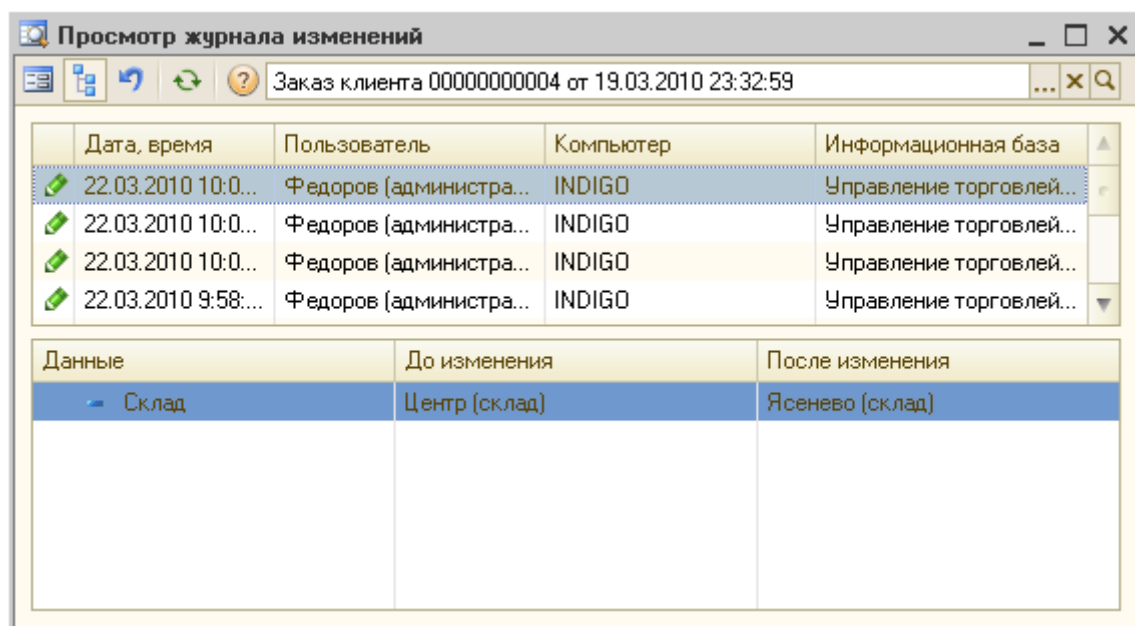 Просмотр журнала изменений
Заказ клиента 00000000004 от 19.03.2010 23:32:59 ...
Дата, время Пользователь Компьютер Информационная база
22.03.2010 10:0... Федоров (администра... INDIGO Управление торговлей...
22.03.2010 10:0... Федоров (администра... INDIGO Управление торговлей...
22.03.2010 10:0... Федоров (администра... INDIGO Управление торговлей...
22.03.2010 9:58:... Федоров (администра... INDIGO Управление торговлей...
Данные До изменения После изменения
Склад Центр (склад) Ясенево (склад)